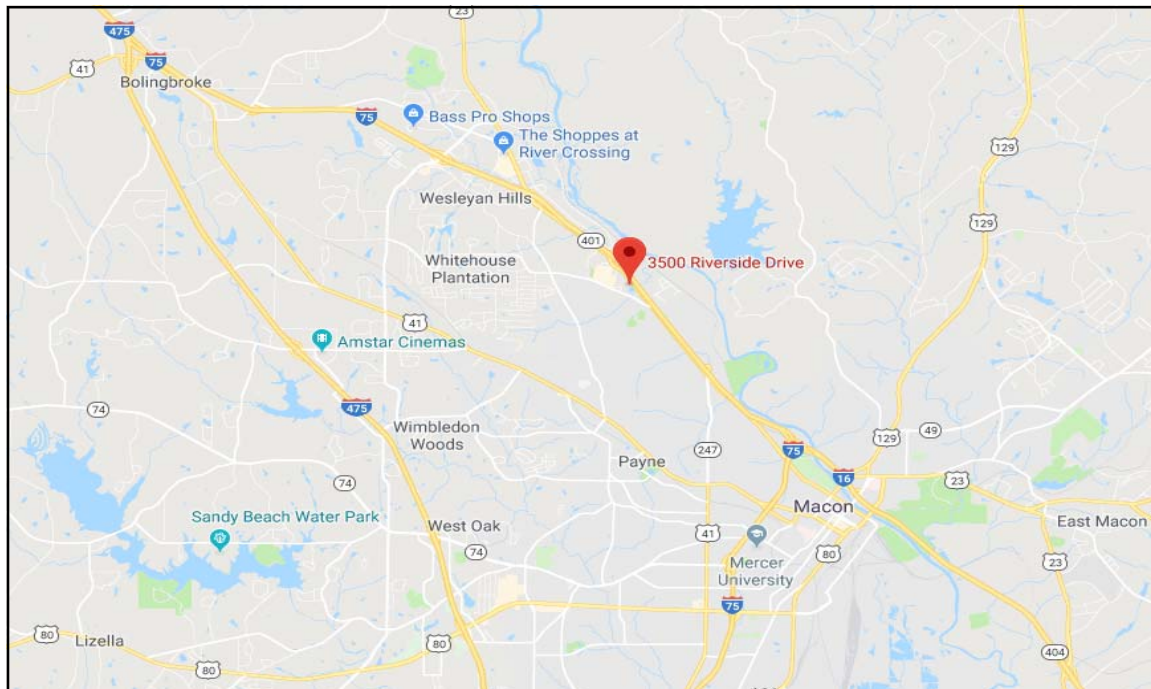 23
475
41
75
Bolingbroke
75
Bass Pro Shops
The Shoppes at
River Crossing
129
129
Wesleyan Hills
401
Whitehouse
Plantation
3500 Riverside Drive
41
Amstar Cinemas
74
475
Wimbledon
Woods
129
49
247
75
Payne
74
16
23
Macon
Sandy Beach Water Park
West Oak
74
41
80
East Macon
Mercer
University
23
75
80
Lizella
80
80
404